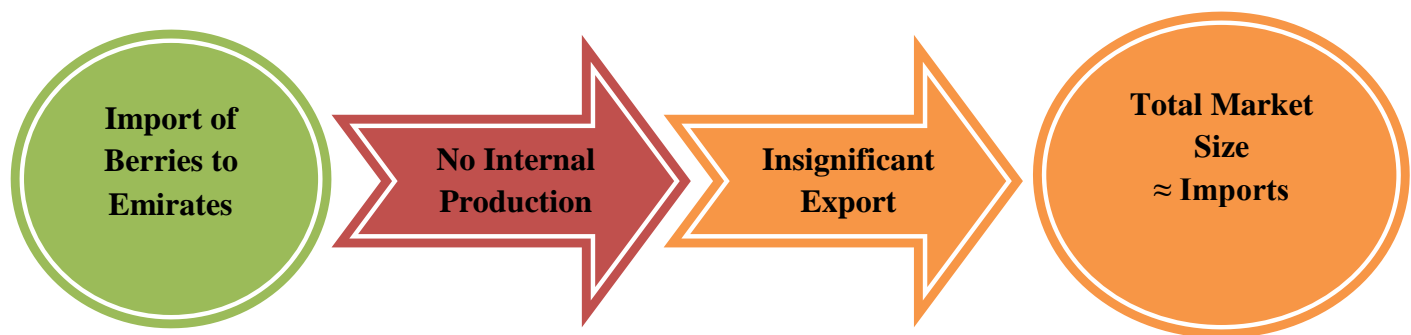 Import of
Berries to
Emirates
No Internal
Production
Insignificant
Export
Total Market
Size
≈ Imports